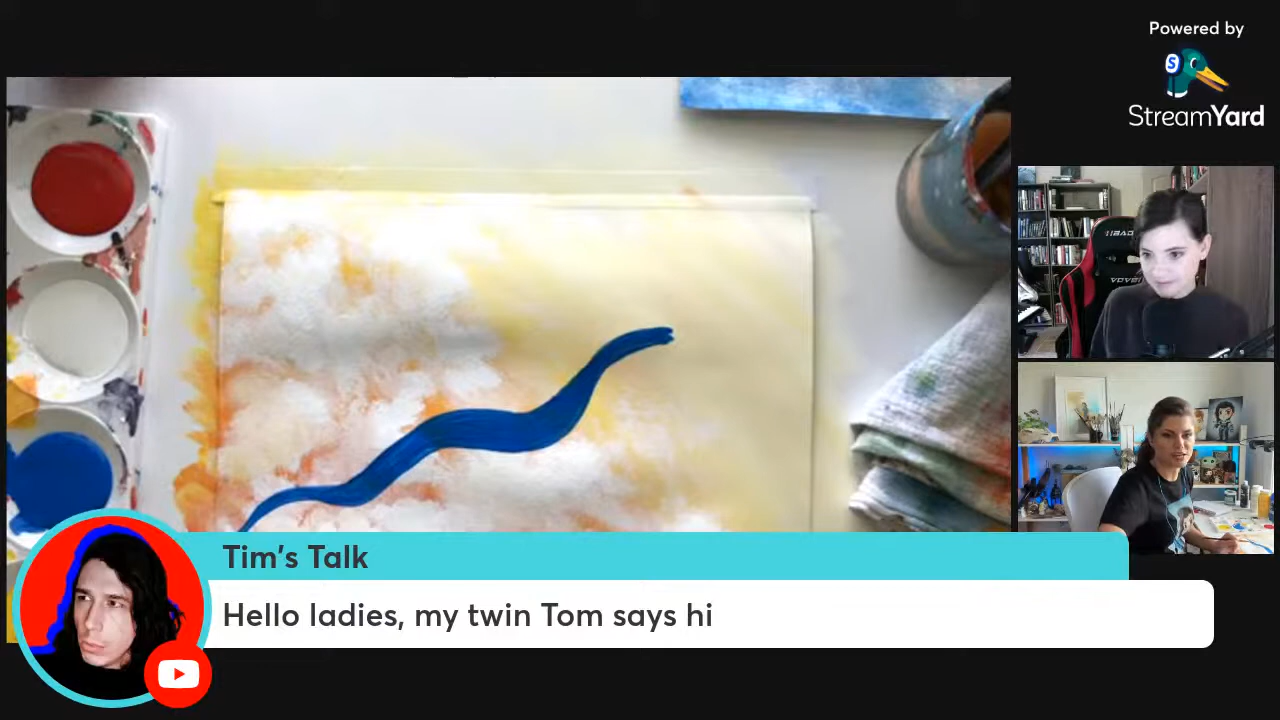 Powered by
StreamYard
Tim's Talk
Hello ladies, my twin Tom says hi